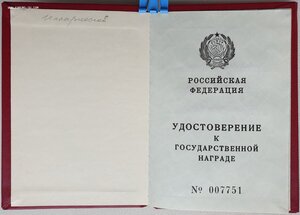 РОССИЙСКАЯ
ФЕДЕРАЦИЯ
УДОСТОВЕРЕНИЕ
К
ГОСУДАРСТВЕННОЙ
НАГРАДЕ
№ 007751